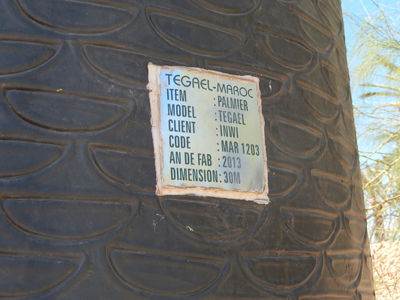 TEGAEL-MAROC
ITEM : PALMIER
MODEL : TEGAEL
CLIENT : INWI
CODE : MAR 1203
AN DE FAB : 2013
DIMENSION : 30M